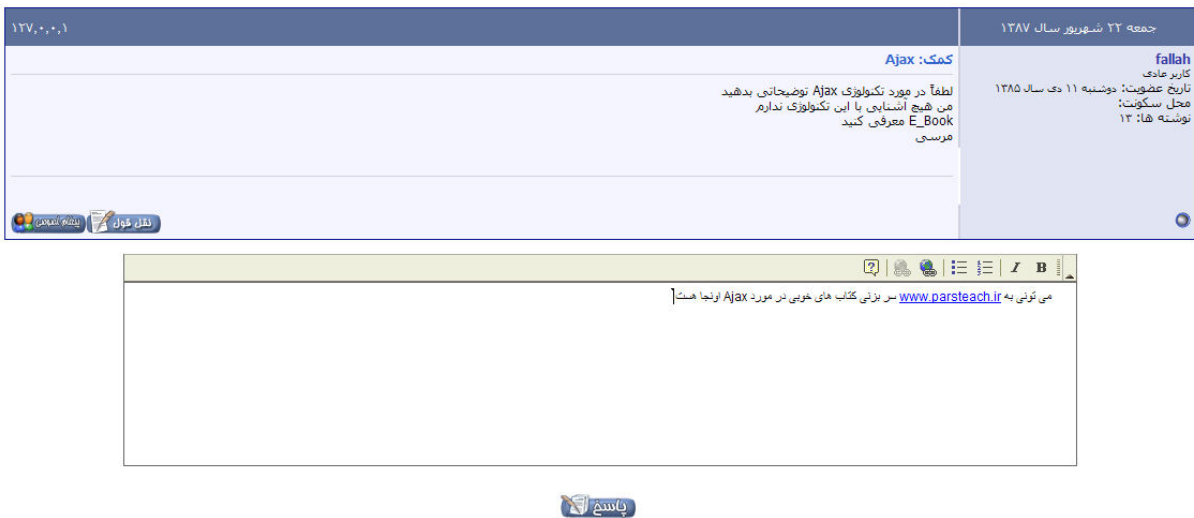 جمعه ۲۲ شهریور سال ۱۳۸۷
۱۲۷,۰,۰,۱
fallah
کاربر عادی
تاریخ عضویت: دوشنبه ۱۱ دی سال ۱۳۸۵
محل سکونت:
نوشته ها: ۱۳
کمک: Ajax
لطفاً در مورد تکنولوژی Ajax توضیحاتی بدهید
من هیچ آشنایی با این تکنولوژی ندارم
E_Book معرفی کنید
مرسی
نقل قول
پیغام خصوصی
B I
می تونی به www.parsteach.ir سر بزنی کتاب های خوبی در مورد Ajax اونجا هست
پاسخ